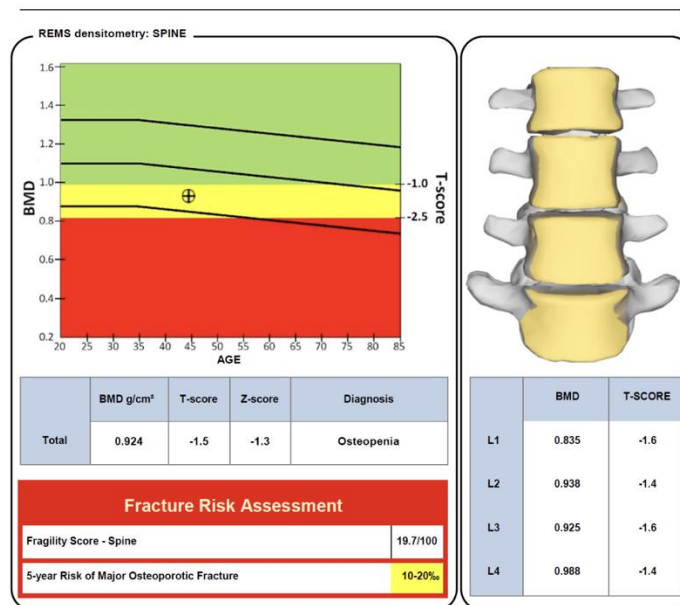 REMS densitometry: SPINE
1.6
1.4
1.2
1.0
0.8
0.6
0.4
0.2
BMD
-1.0
-2.5
T-score
20 25 30 35 40 45 50 55 60 65 70 75 80 85
AGE
BMD g/cm² T-score Z-score Diagnosis
Total 0.924 -1.5 -1.3 Osteopenia
Fracture Risk Assessment
Fragility Score - Spine 19.7/100
5-year Risk of Major Osteoporotic Fracture 10-20‰
BMD T-SCORE
L1 0.835 -1.6
L2 0.938 -1.4
L3 0.925 -1.6
L4 0.988 -1.4